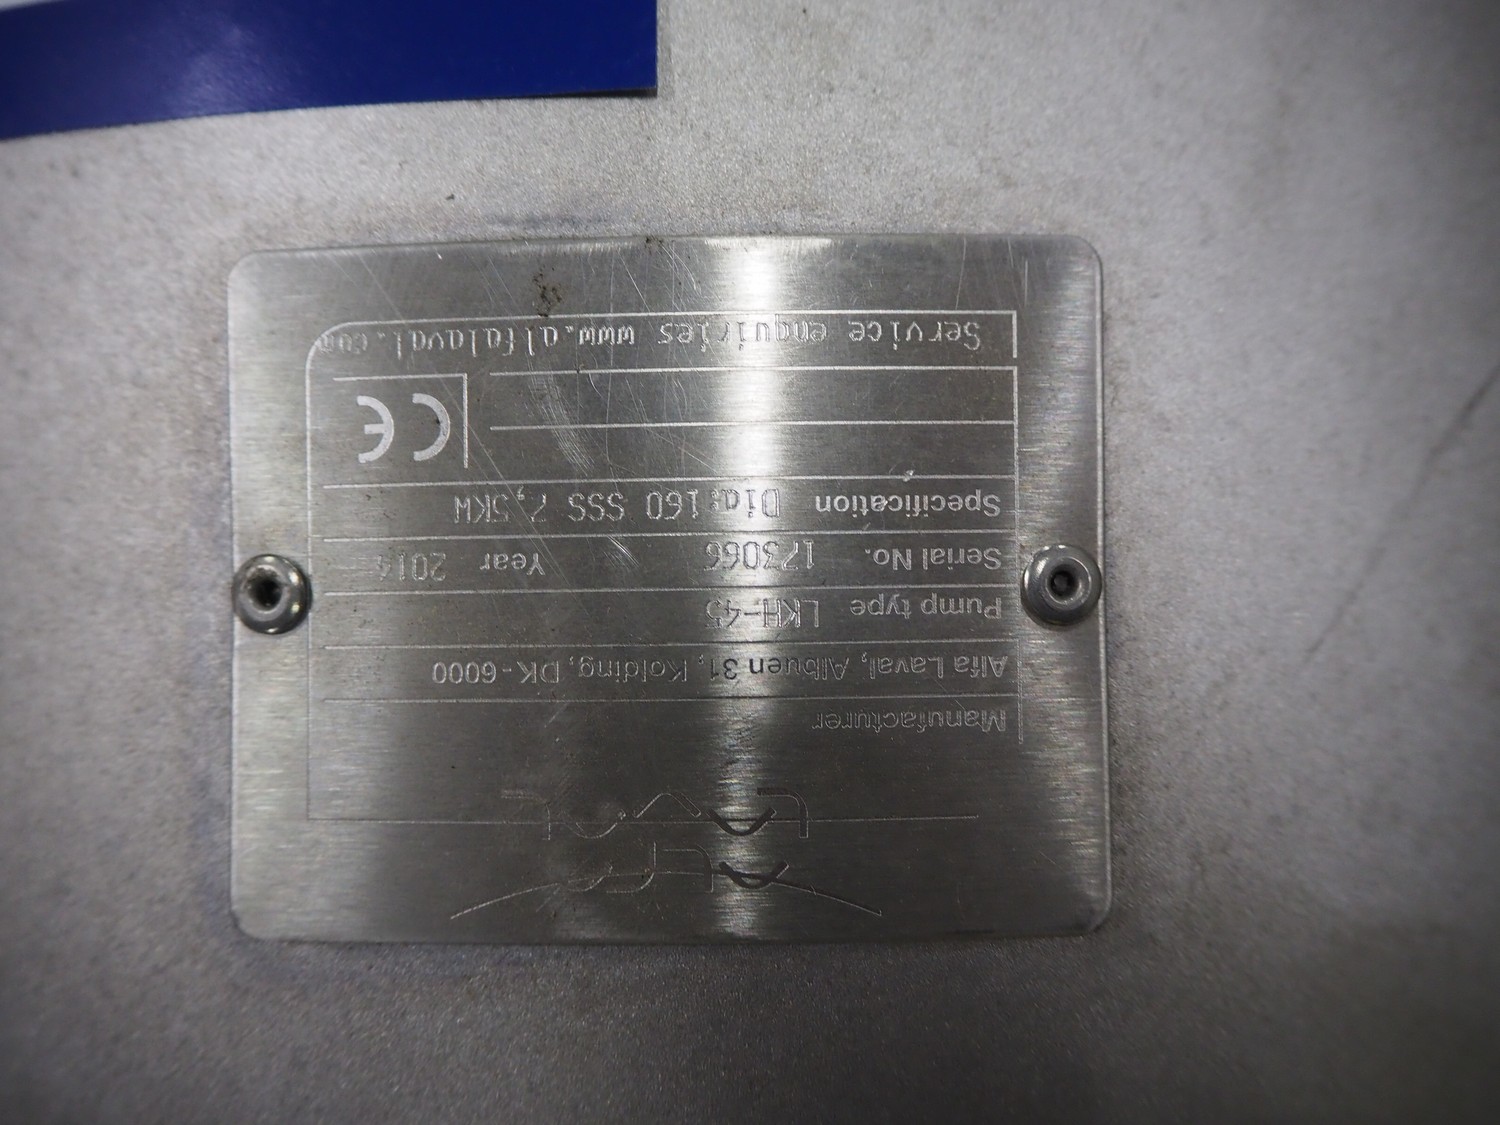 Alfa
Laval
Manufacturer
Alfa Laval, Albuen 31, Kolding, DK-6000
Pump type LKH-45
Serial No. 173066 Year 2014
Specification Dia:160 SSS 7,5KW
CE
Service enquiries www.alfalaval.com